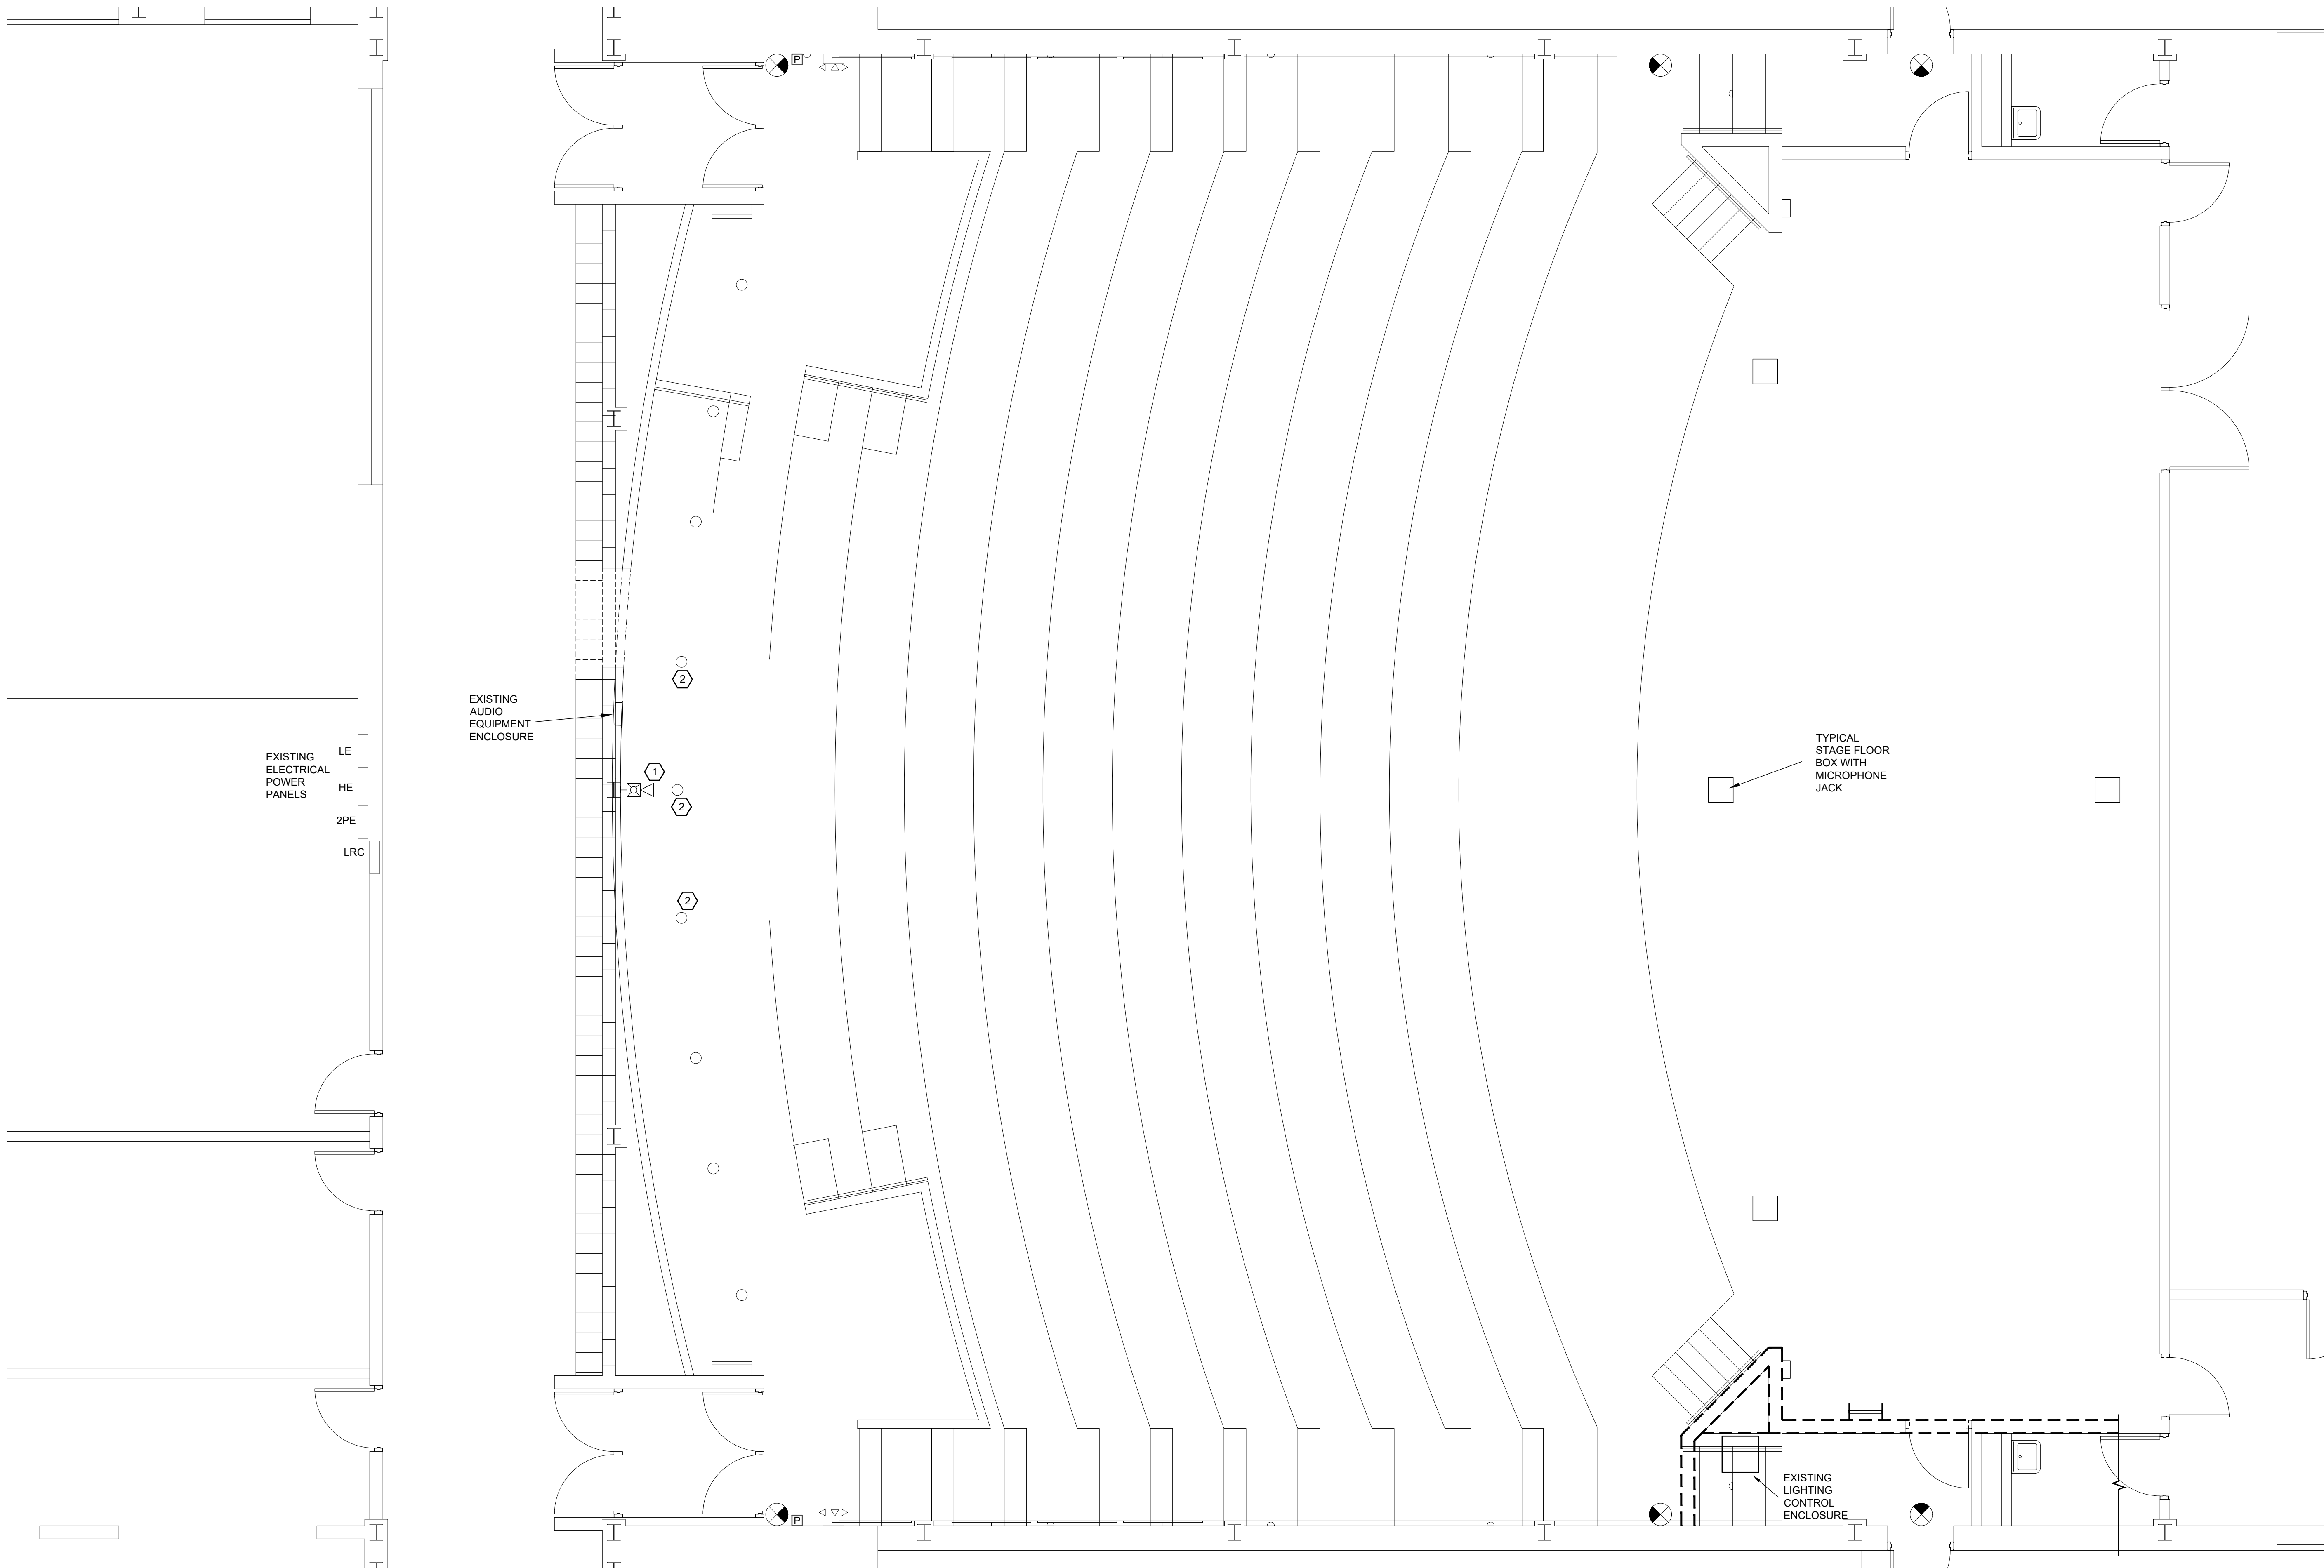 P
2
EXISTING
AUDIO
EQUIPMENT
ENCLOSURE
EXISTING
ELECTRICAL
POWER
PANELS
LE
HE
2PE
LRC
1
2
2
TYPICAL
STAGE FLOOR
BOX WITH
MICROPHONE
JACK
EXISTING
LIGHTING
CONTROL
ENCLOSURE
P